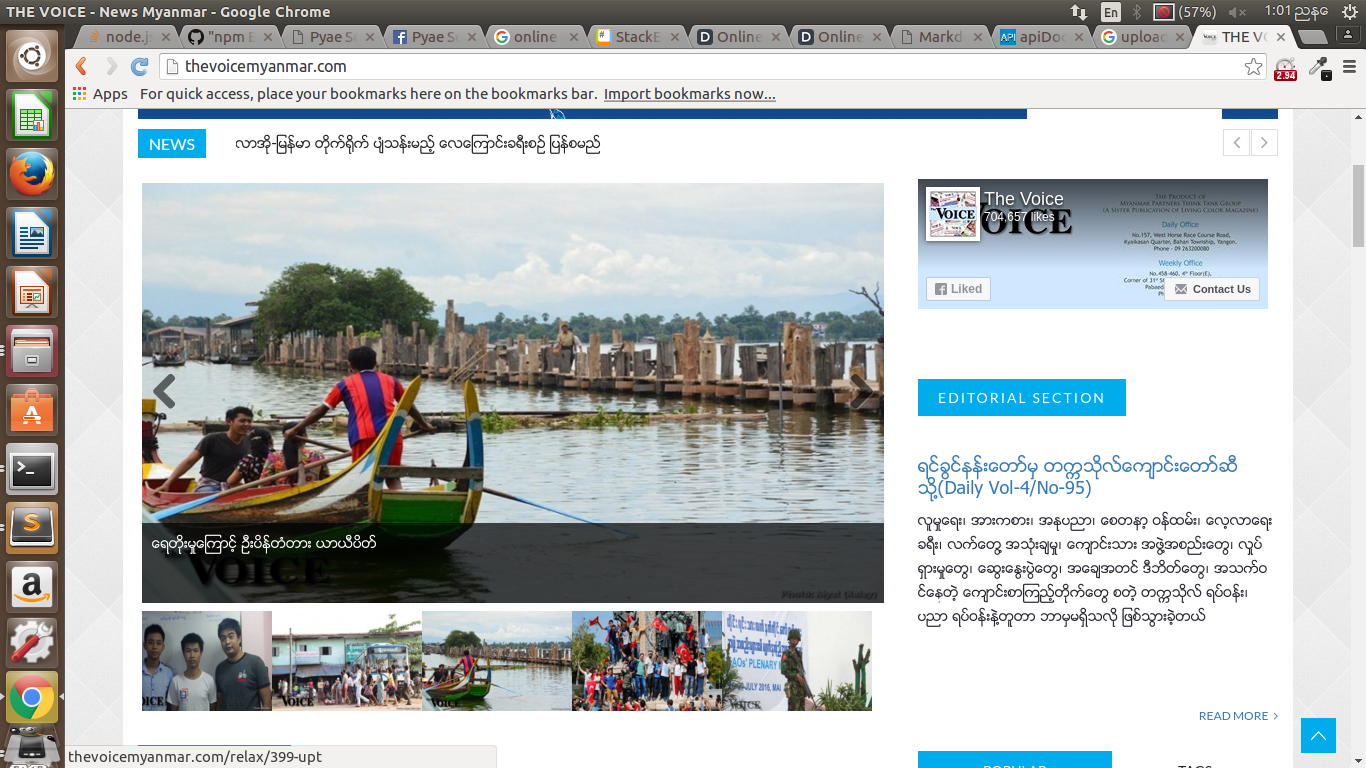 THE VOICE - News Myanmar - Google Chrome
En
(57%)
1:01 ညနေ
node.js
"npm E
Pyae S
Pyae Se
online
StackE
Online
Online
Markd
apiDoc
upload
THE VO
thevoicemyanmar.com
2.94
Apps
For quick access, place your bookmarks here on the bookmarks bar. Import bookmarks now...
NEWS
လာအို-မြန်မာ တိုက်ရိုက် ပျံသန်းမည့် လေကြောင်းခရီးစဉ် ပြန်စမည်
The Voice
704,657 likes
VOICE
THE PRODUCT OF
MYANMAR PARTNERS THINK TANK GROUP
(A SISTER PUBLICATION OF LIVING COLOR MAGAZINE)
Daily Office
No.157, West Horse Race Course Road,
Kyaikasan Quarter, Bahan Township, Yangon.
Phone - 09 263200080
Weekly Office
No.458-460, 4th Floor(E),
Corner of 31st
Liked
Contact Us
ရေတိုးမှုကြောင့် ဦးပိန်တံတား ယာယီပိတ်
VOICE
EDITORIAL SECTION
ရင်ခွင်နန်းတော်မှ တက္ကသိုလ်ကျောင်းတော်ဆီ
သို့(Daily Vol-4/No-95)
လူမှုရေး၊ အားကစား၊ အနုပညာ၊ စေတနာ့ ဝန်ထမ်း၊ လေ့လာရေး
ခရီး၊ လက်တွေ့ အသုံးချမှု၊ ကျောင်းသား အဖွဲ့အစည်းတွေ၊ လှုပ်
ရှားမှုတွေ၊ ဆွေးနွေးပွဲတွေ၊ အချေအတင် ဒီဘိတ်တွေ၊ အသက်ဝ
င်နေတဲ့ ကျောင်းစာကြည့်တိုက်တွေ စတဲ့ တက္ကသိုလ် ရပ်ဝန်း၊
ပညာ ရပ်ဝန်းနဲ့တူတာ ဘာမှမရှိသလို ဖြစ်သွားခဲ့တယ်
READ MORE
VOICE
VOICE
VOICE
PLENARY
JULY 2016, MAI
VOICE
thevoicemyanmar.com/relax/399-upt
POPULAR
TAGS